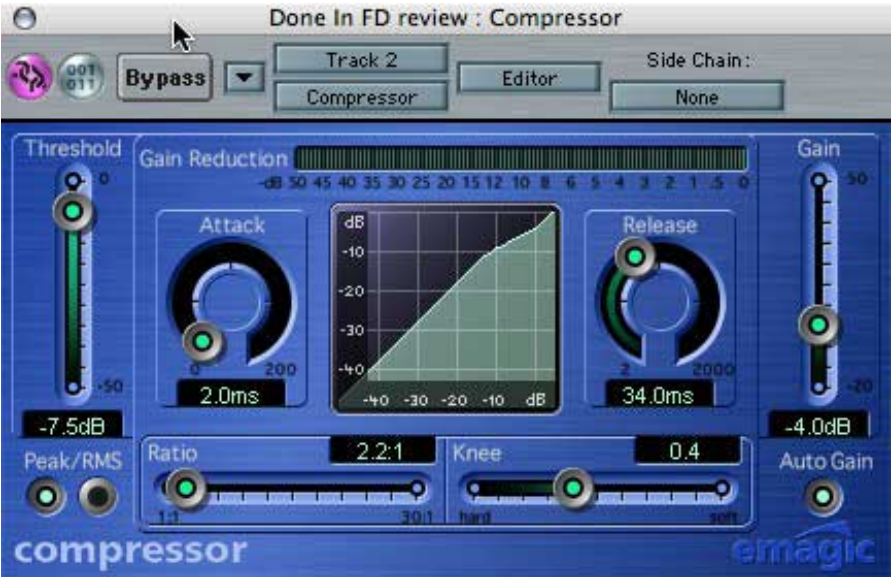 Done In FD review : Compressor
001
011
Bypass
Track 2
Compressor
Editor
Side Chain:
None
Threshold
0
-50
-7.5dB
Gain Reduction
-dB 50 45 40 35 30 25 20 15 12 10 8 6 5 4 3 2 1 .5 0
Attack
0 200
2.0ms
dB
-10
-20
-30
-40
-40 -30 -20 -10 dB
Release
2 2000
34.0ms
Gain
50
-20
-4.0dB
Peak/RMS
Ratio
2.2:1
1:1 30:1
Knee
0.4
hard soft
Auto Gain
compressor
emagic